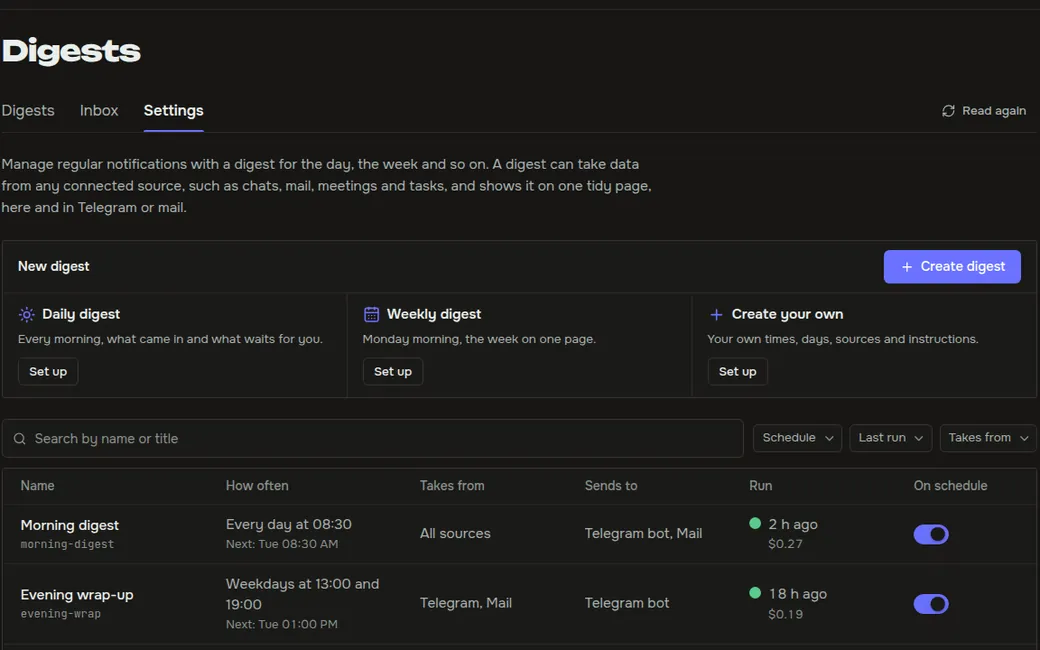 Digests
Digests Inbox Settings Read again
Manage regular notifications with a digest for the day, the week and so on. A digest can take data
from any connected source, such as chats, mail, meetings and tasks, and shows it on one tidy page,
here and in Telegram or mail.
New digest + Create digest
Daily digest
Every morning, what came in and what waits for you.
Set up
Weekly digest
Monday morning, the week on one page.
Set up
+ Create your own
Your own times, days, sources and instructions.
Set up
Search by name or title Schedule Last run Takes from
Name How often Takes from Sends to Run On schedule
Morning digest
morning-digest
Every day at 08:30
Next: Tue 08:30 AM
All sources
Telegram bot, Mail
2 h ago
$0.27
Evening wrap-up
evening-wrap
Weekdays at 13:00 and
19:00
Next: Tue 01:00 PM
Telegram, Mail
Telegram bot
18 h ago
$0.19